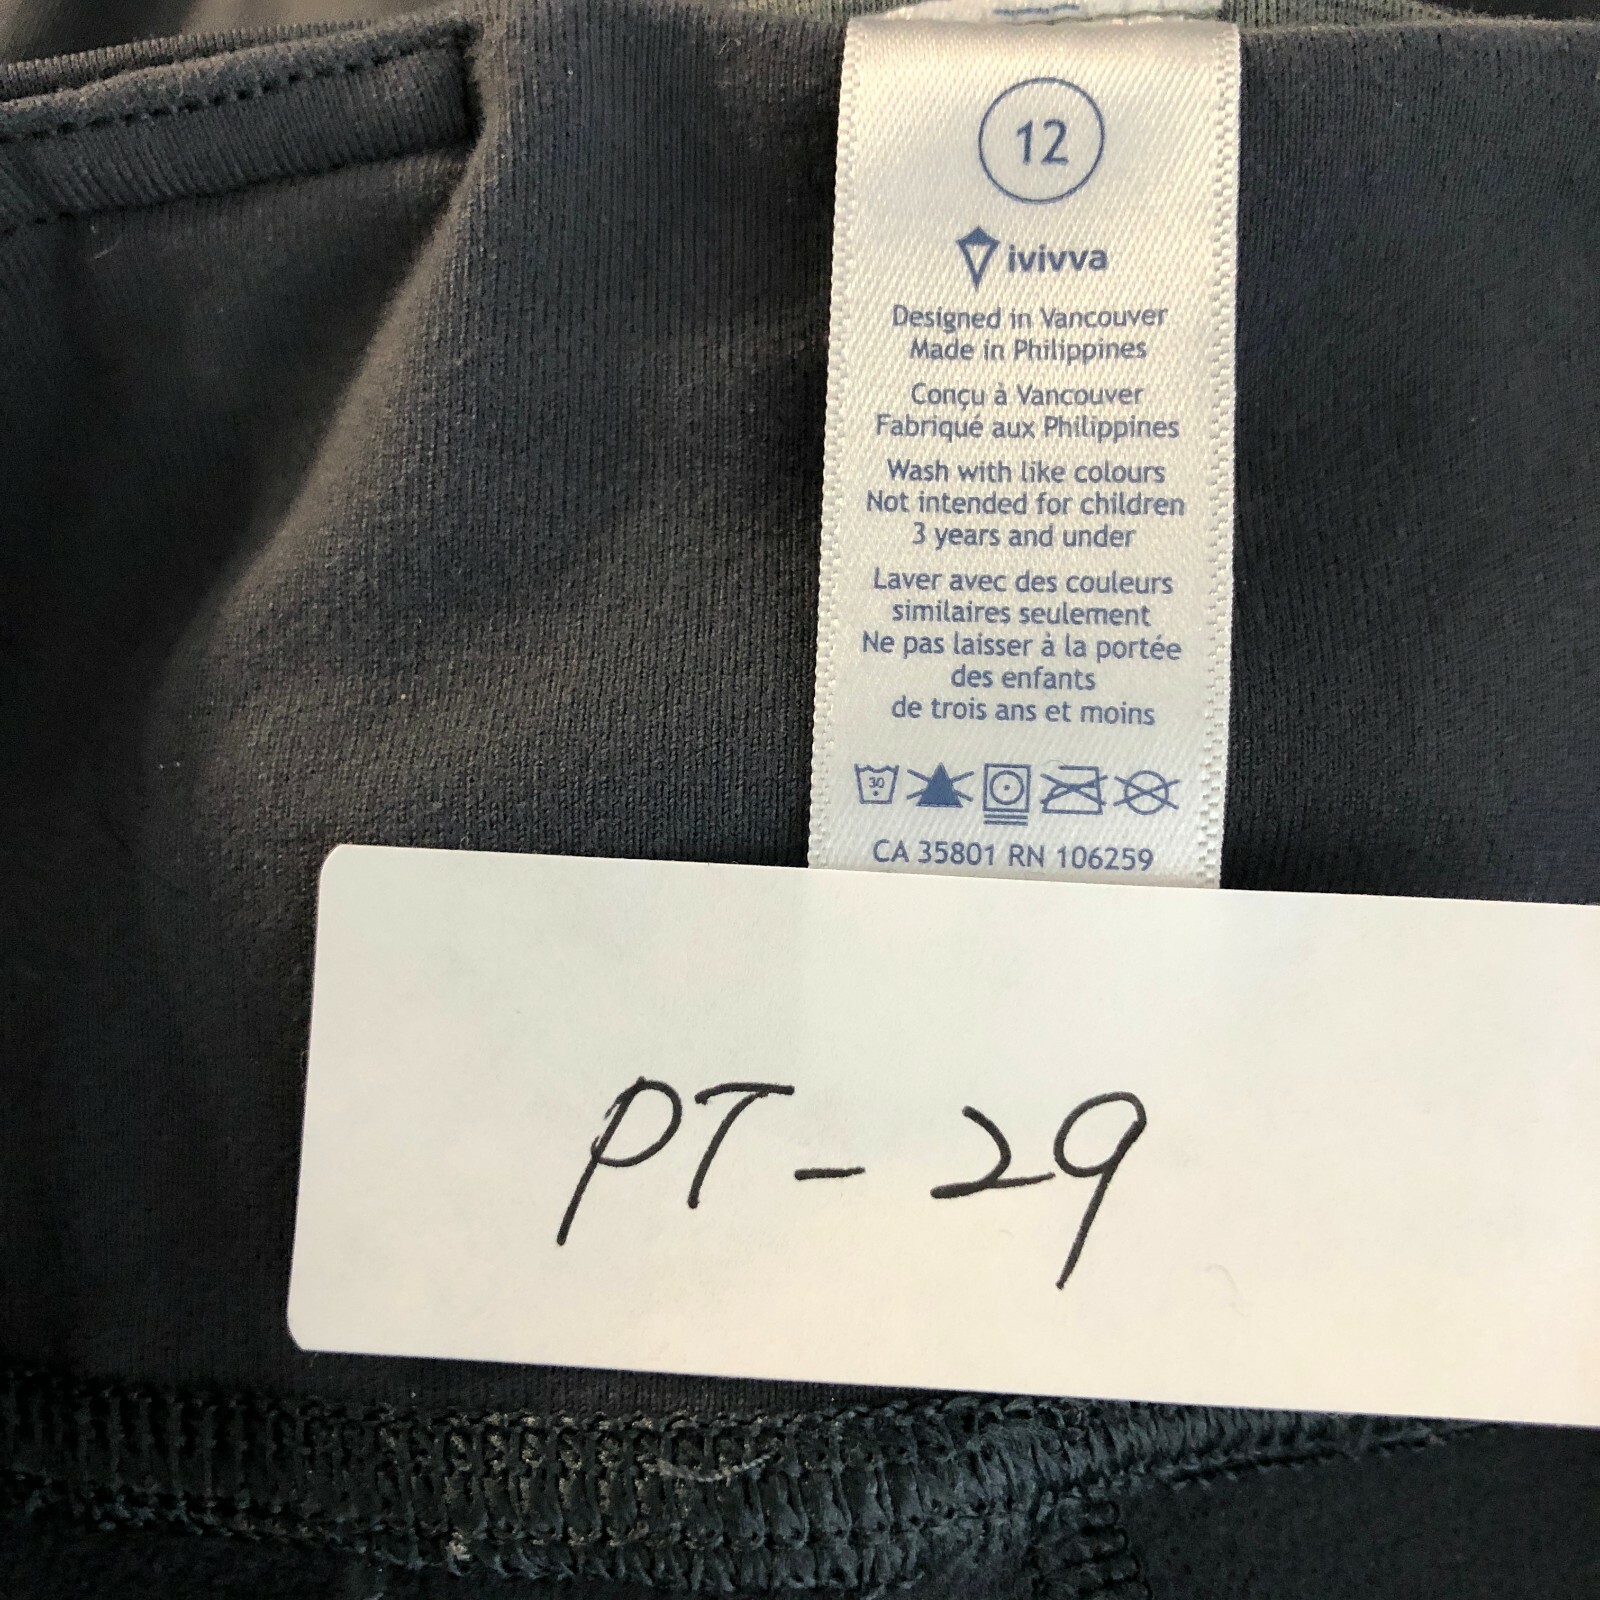 12
ivivva
Designed in Vancouver
Made in Philippines
Conçu à Vancouver
Fabriqué aux Philippines
Wash with like colours
Not intended for children
3 years and under
Laver avec des couleurs
similaires seulement
Ne pas laisser à la portée
des enfants
de trois ans et moins
30
CA 35801 RN 106259
PT-29